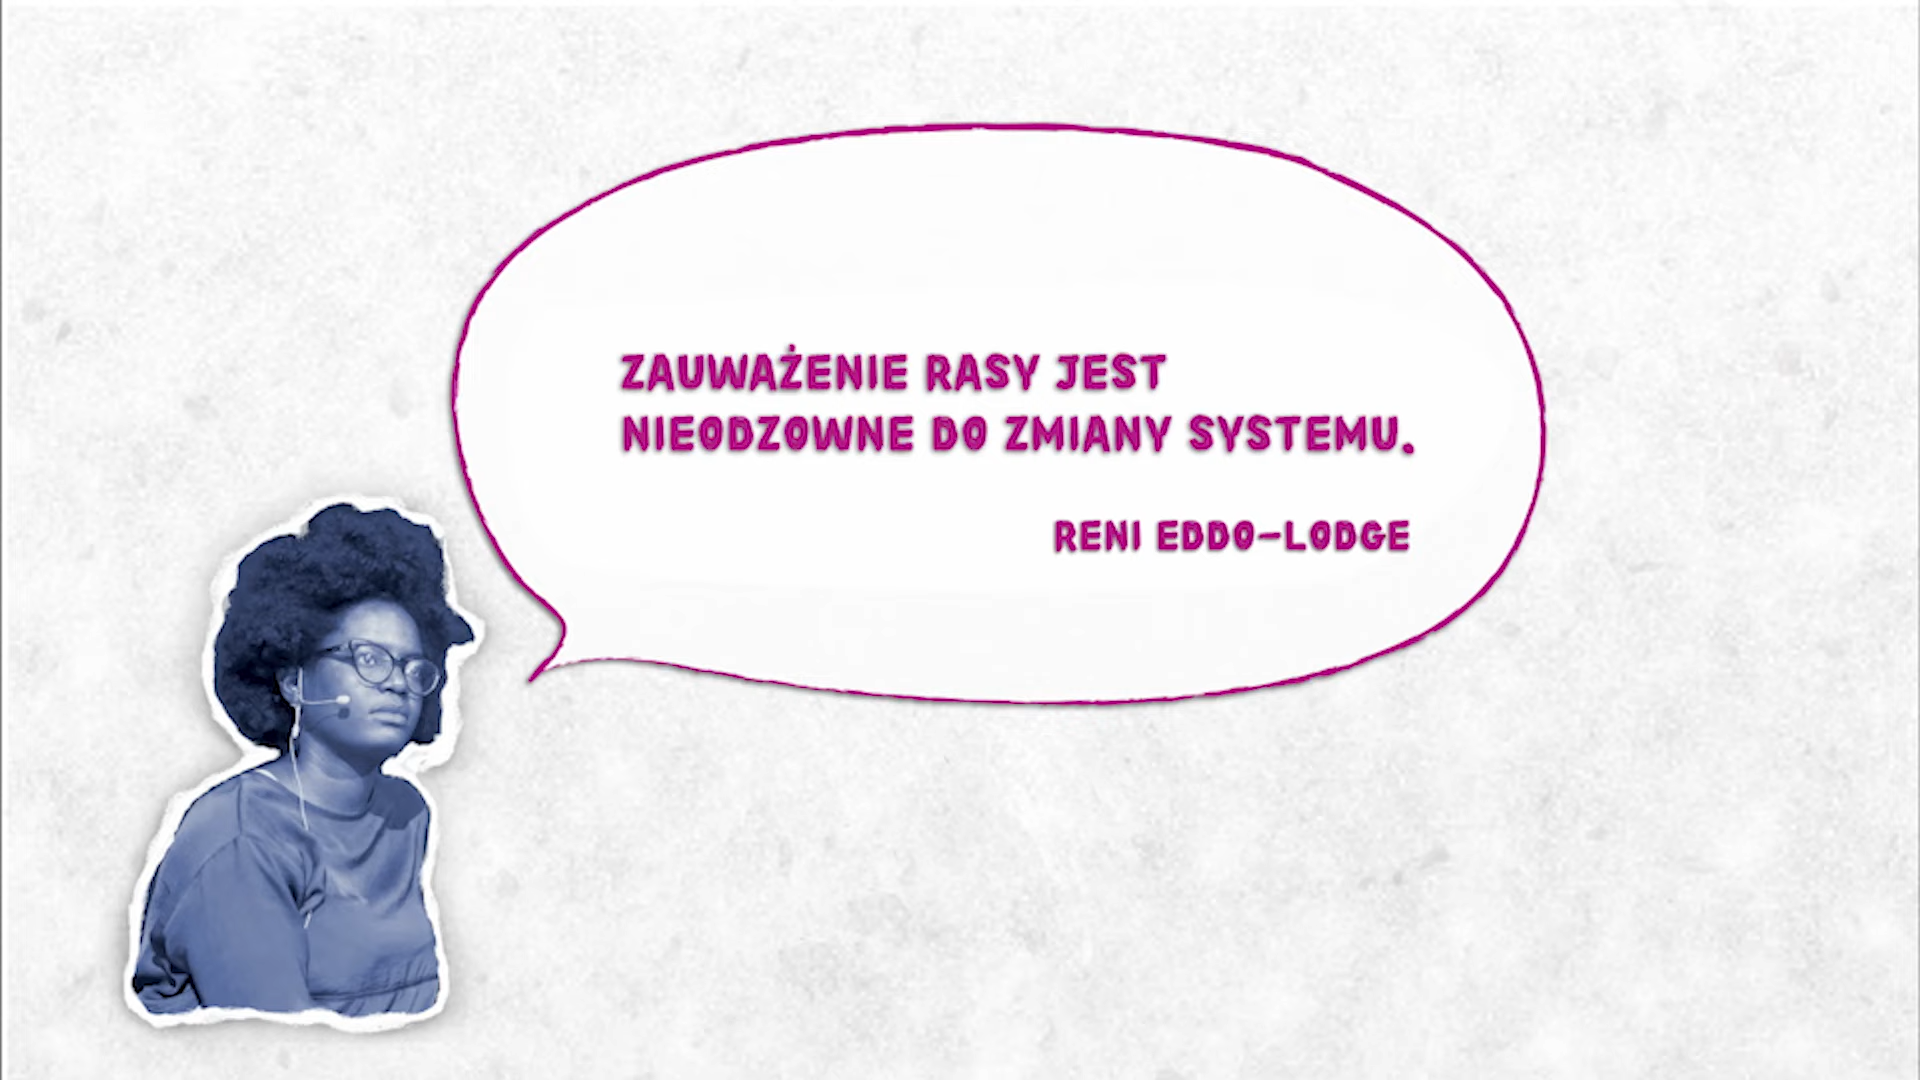 ZAUWAŻENIE RASY JEST
NIEODZOWNE DO ZMIANY SYSTEMU.
RENI EDDO-LODGE